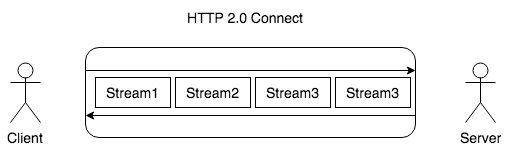 HTTP 2.0 Connect
Stream1 Stream2 Stream3 Stream3
Client
Server